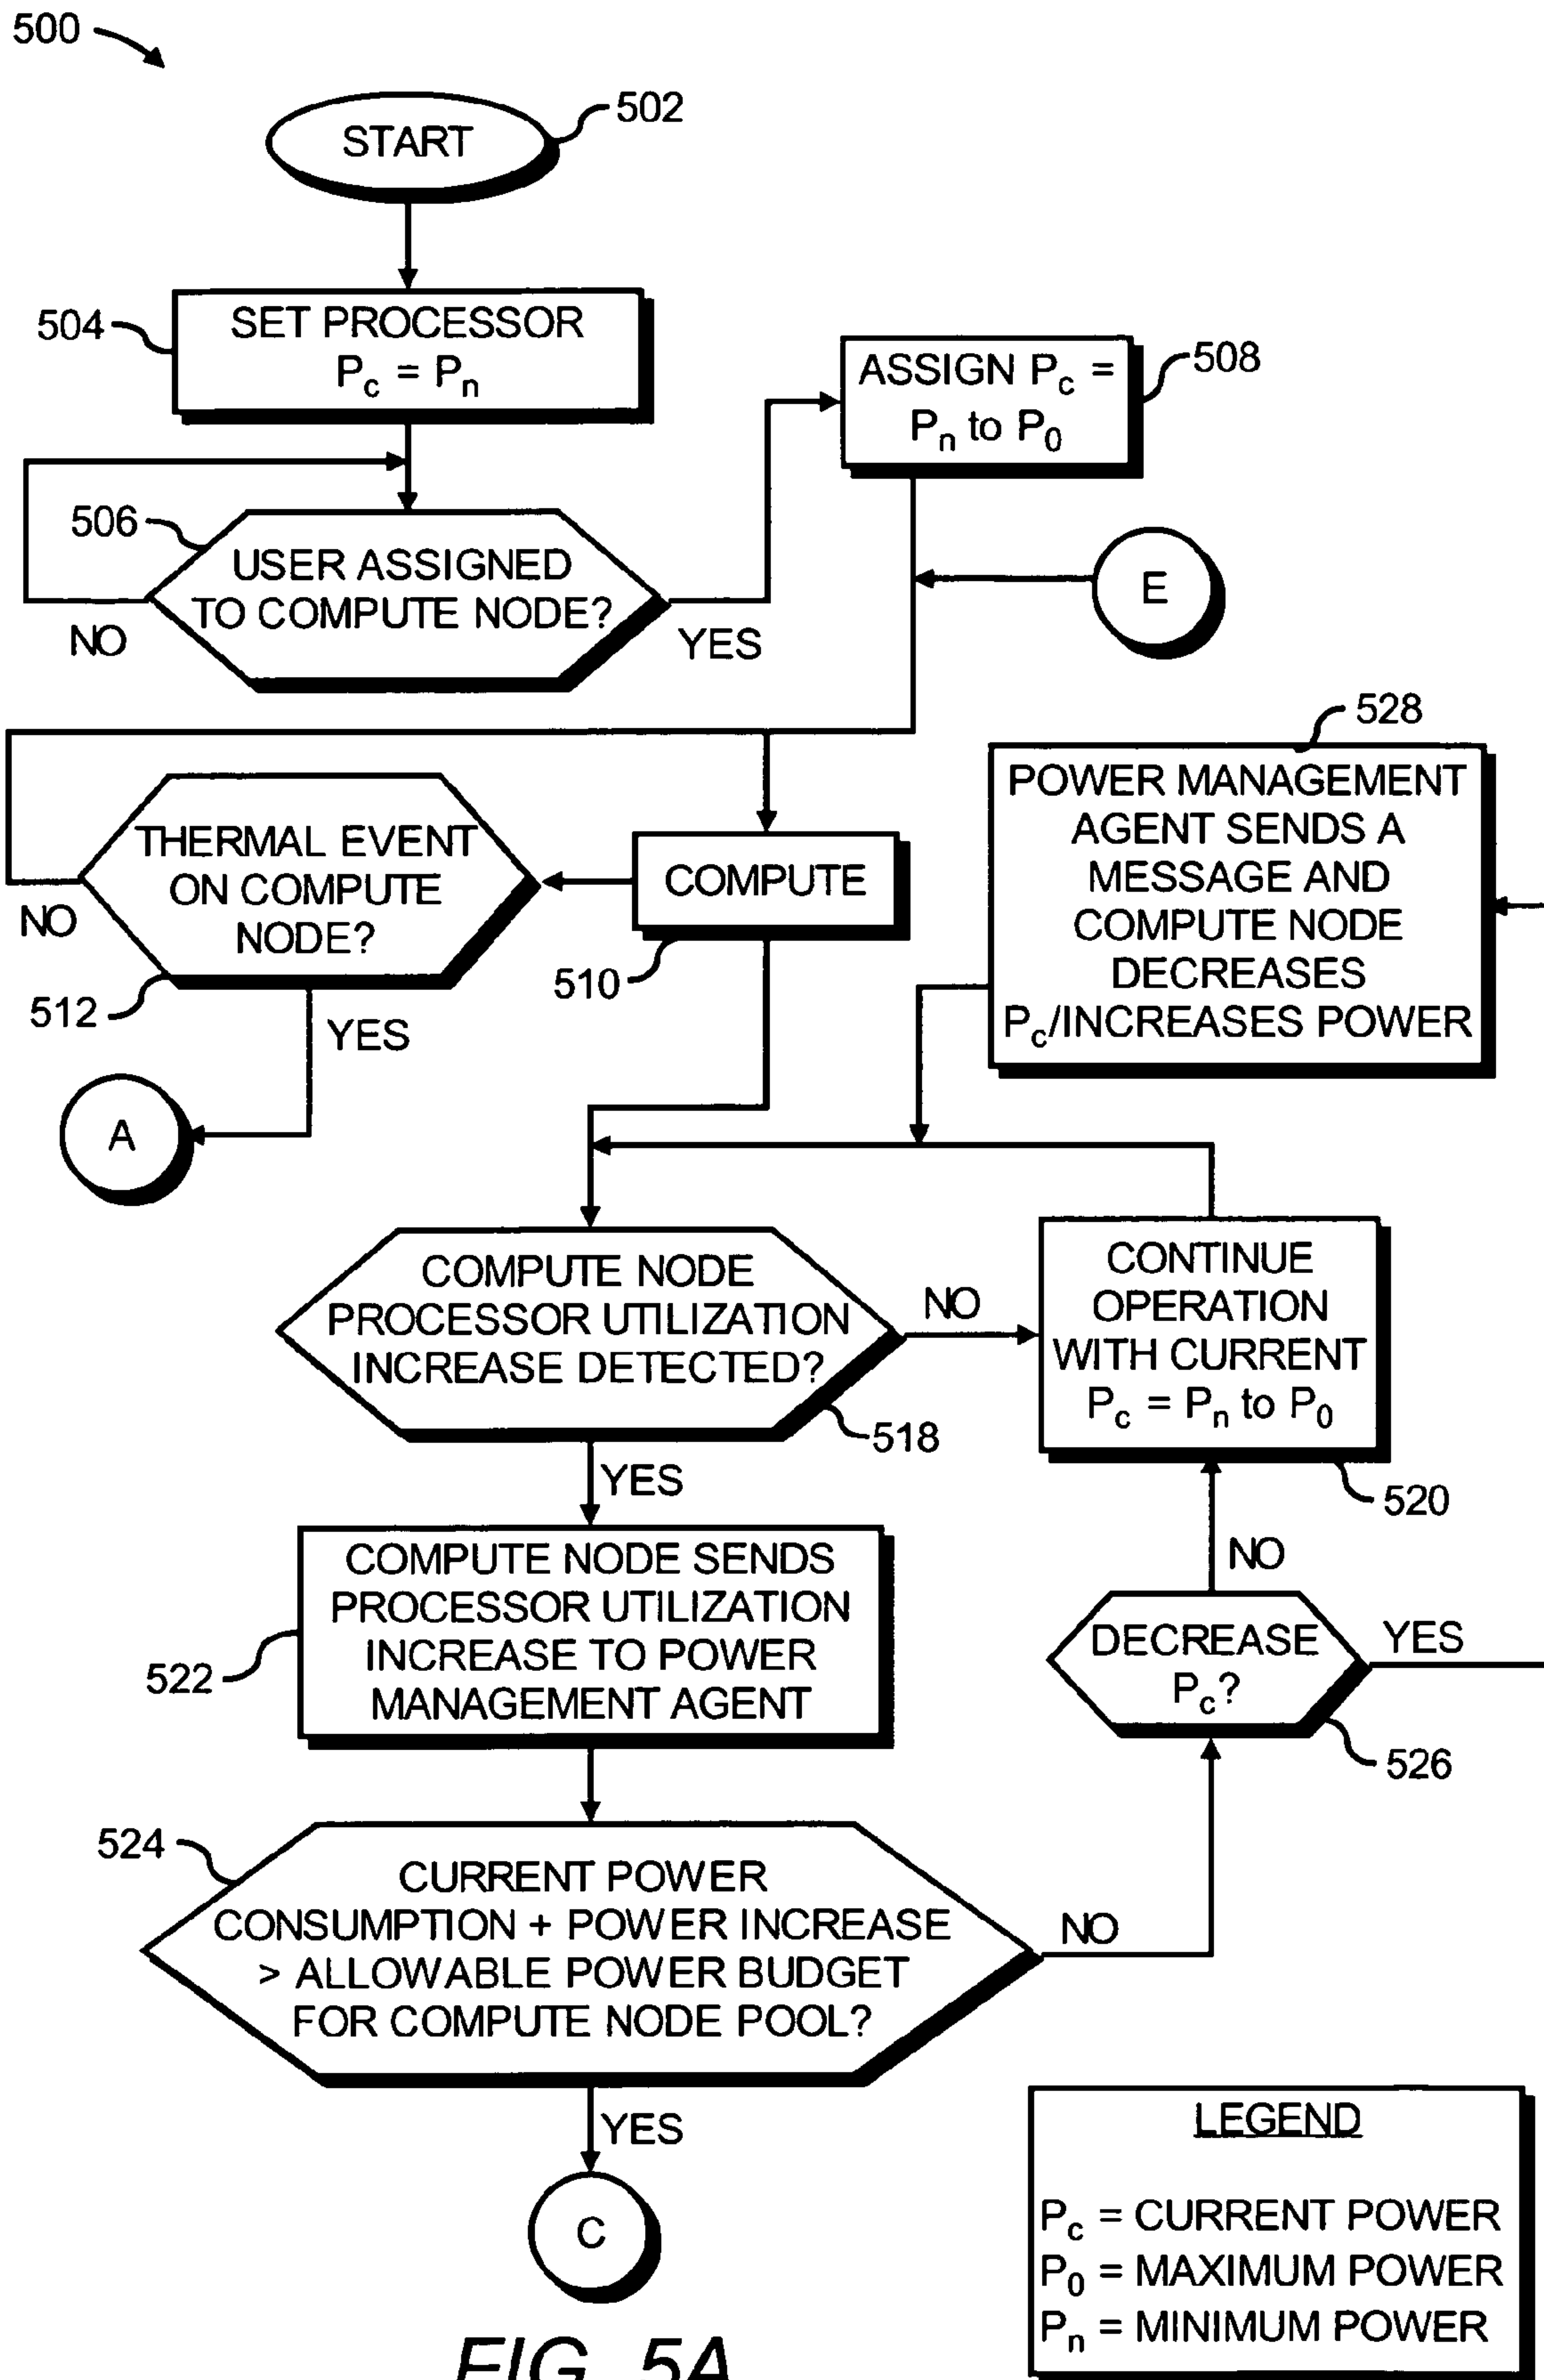 500
START
502
504
SET PROCESSOR
Pc = Pn
ASSIGN Pc =
Pn to P0
508
506
USER ASSIGNED
TO COMPUTE NODE?
NO
YES
E
528
POWER MANAGEMENT
AGENT SENDS A
MESSAGE AND
COMPUTE NODE
DECREASES
Pc/INCREASES POWER
THERMAL EVENT
ON COMPUTE
NODE?
NO
512
YES
COMPUTE
510
A
COMPUTE NODE
PROCESSOR UTILIZATION
INCREASE DETECTED?
NO
518
YES
CONTINUE
OPERATION
WITH CURRENT
Pc = Pn to P0
520
NO
COMPUTE NODE SENDS
PROCESSOR UTILIZATION
INCREASE TO POWER
MANAGEMENT AGENT
522
DECREASE
Pc?
YES
526
524
CURRENT POWER
CONSUMPTION + POWER INCREASE
> ALLOWABLE POWER BUDGET
FOR COMPUTE NODE POOL?
NO
YES
C
LEGEND
Pc = CURRENT POWER
P0 = MAXIMUM POWER
Pn = MINIMUM POWER
FIG. 5A